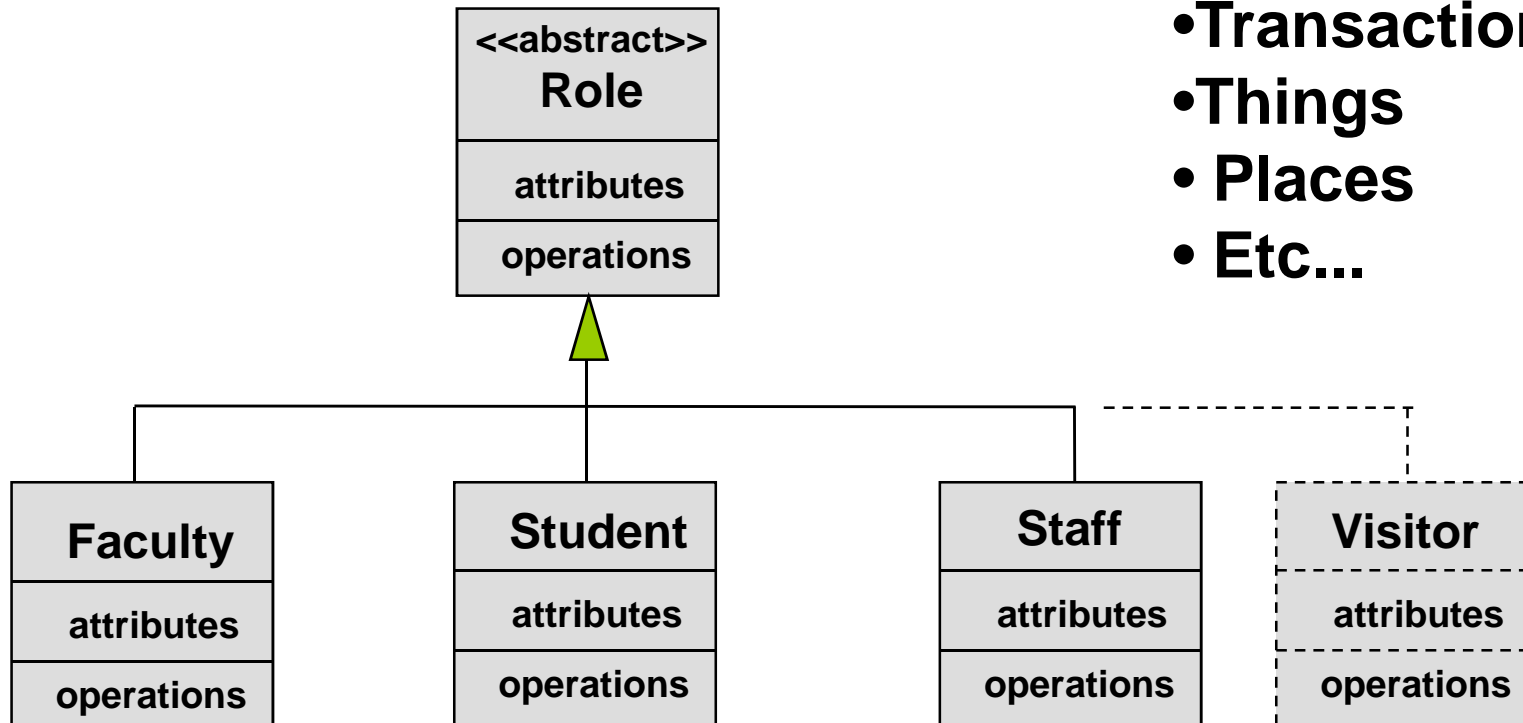 <<abstract>>
Role
attributes
operations
•Transaction
•Things
• Places
• Etc...
Faculty
attributes
operations
Student
attributes
operations
Staff
attributes
operations
Visitor
attributes
operations